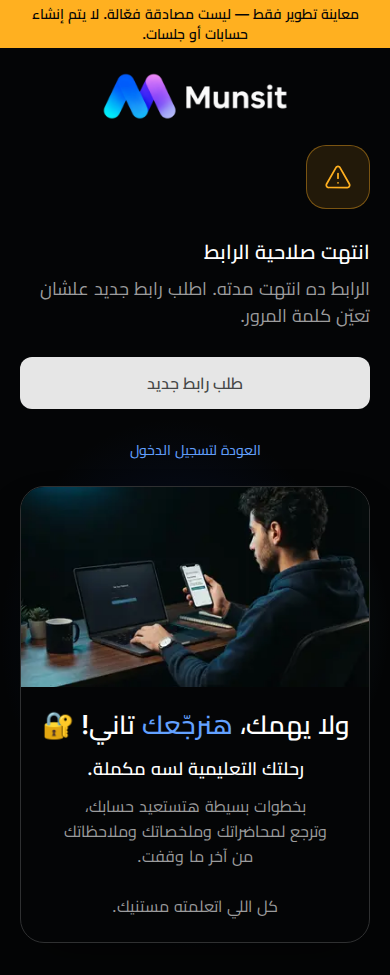 معاينة تطوير فقط — ليست مصادقة فعّالة. لا يتم إنشاء
حسابات أو جلسات.
Munsit
انتهت صلاحية الرابط
الرابط ده انتهت مدته. اطلب رابط جديد علشان
تعيّن كلمة المرور.
طلب رابط جديد
العودة لتسجيل الدخول
ولا يهمك، هنرجّعك تاني! 🔐
رحلتك التعليمية لسه مكملة.
بخطوات بسيطة هتستعيد حسابك،
وترجع لمحاضراتك وملخصاتك وملاحظاتك
من آخر ما وقفت.
كل اللي اتعلمته مستنيك.